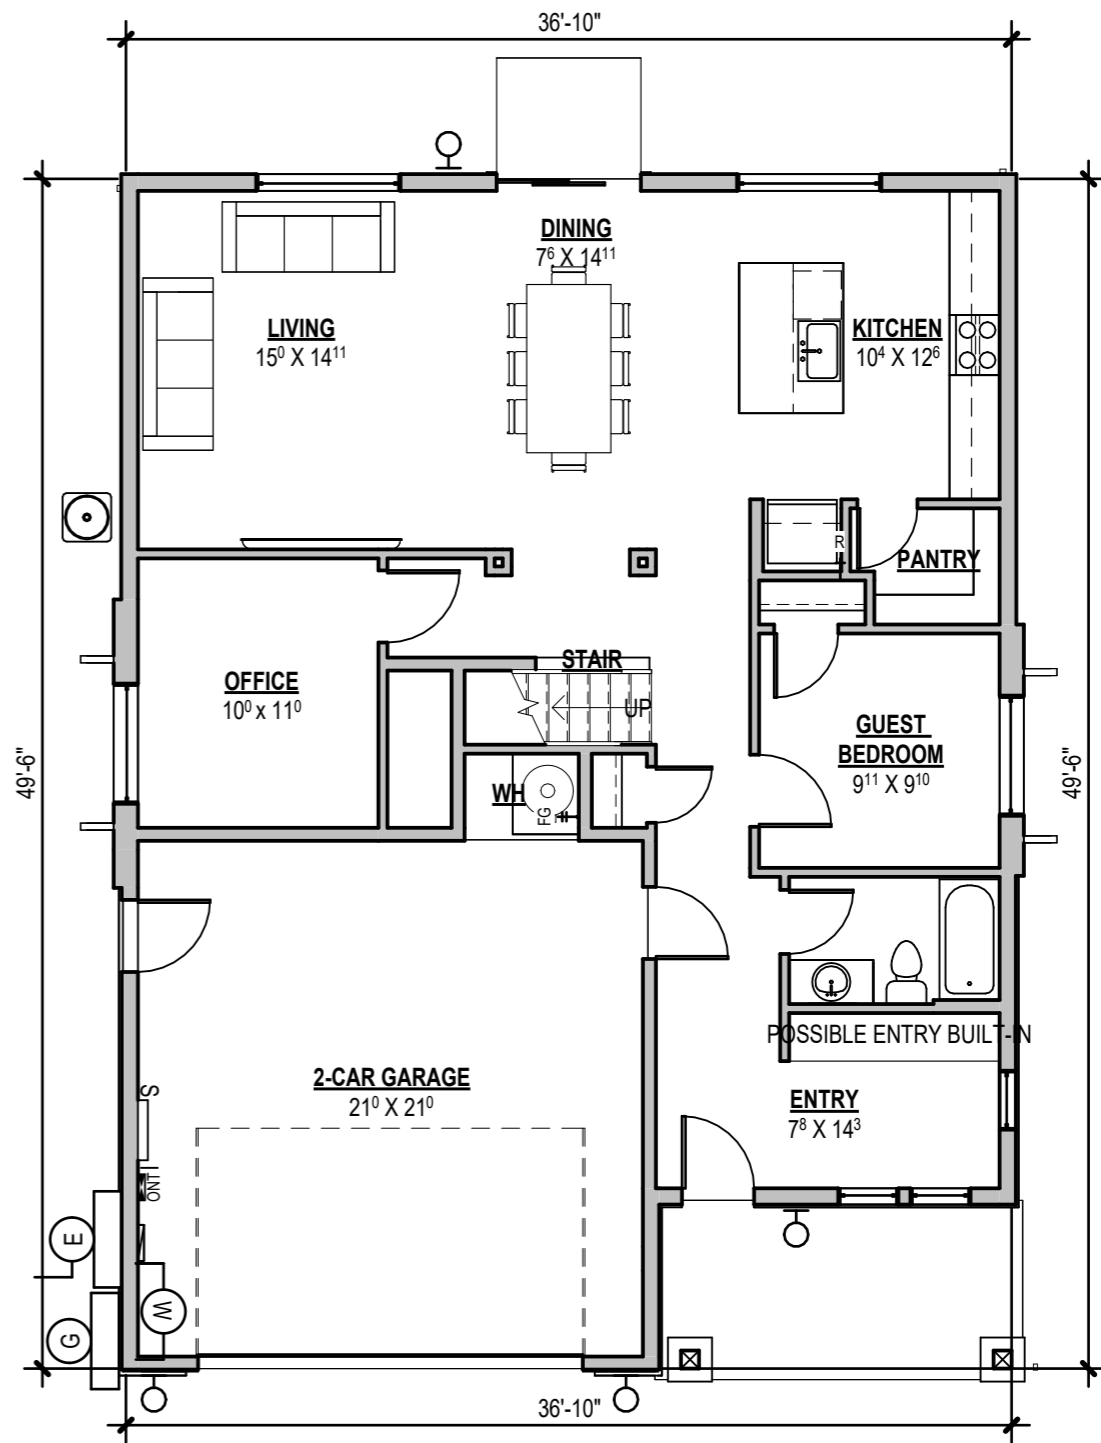 36'-10"
DINING
7⁶ X 14¹¹
LIVING
15⁰ X 14¹¹
KITCHEN
10⁴ X 12⁶
R
PANTRY
STAIR
UP
OFFICE
10⁰ x 11⁰
GUEST
BEDROOM
9¹¹ X 9¹⁰
49'-6"
49'-6"
WH
FG
POSSIBLE ENTRY BUILT-IN
2-CAR GARAGE
21⁰ X 21⁰
ENTRY
7⁸ X 14³
S
ONT
E
W
G
36'-10"